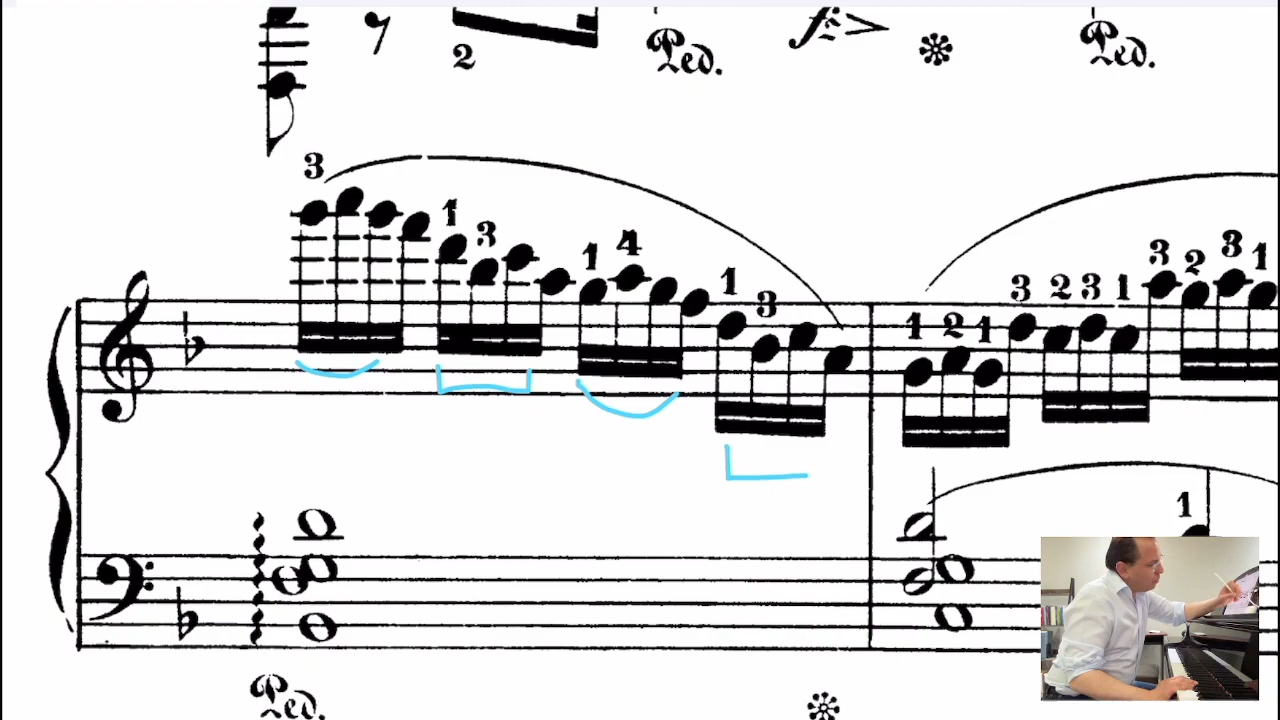 2 Ped. fz Ped.
3
1 3 1 4 1 3
1 2 1 3 2 3 1 3 2 3 1
1
Ped.